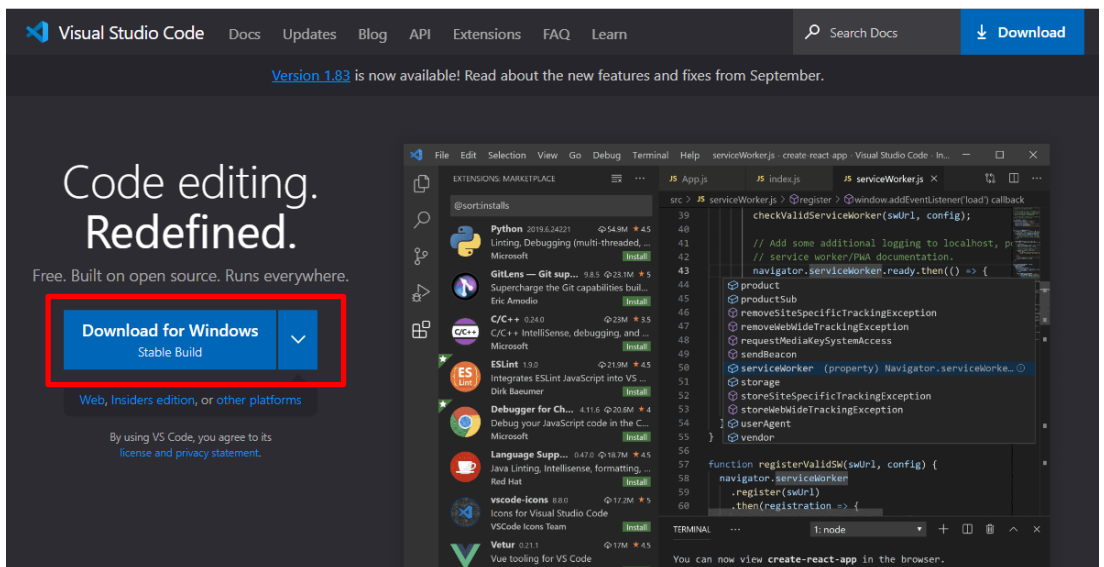 Visual Studio Code Docs Updates Blog API Extensions FAQ Learn Search Docs Download
Version 1.83 is now available! Read about the new features and fixes from September.
Code editing.
Redefined.
Free. Built on open source. Runs everywhere.
Download for Windows
Stable Build
Web, Insiders edition, or other platforms
By using VS Code, you agree to its
license and privacy statement.
File Edit Selection View Go Debug Terminal Help serviceWorker.js - create-react-app - Visual Studio Code - In...
EXTENSIONS: MARKETPLACE
@sort:installs
Python 2019.6.24221 54.9M 4.5
Linting, Debugging (multi-threaded, ...
Microsoft Install
GitLens — Git sup... 9.8.5 23.1M 5
Supercharge the Git capabilities buil...
Eric Amodio Install
C/C++ 0.24.0 23M 3.5
C/C++ IntelliSense, debugging, and ...
Microsoft Install
ESLint 1.9.0 21.9M 4.5
Integrates ESLint JavaScript into VS ...
Dirk Baeumer Install
Debugger for Ch... 4.11.6 20.6M 4
Debug your JavaScript code in the C...
Microsoft Install
Language Supp... 0.47.0 18.7M 4.5
Java Linting, Intellisense, formatting, ...
Red Hat Install
vscode-icons 8.8.0 17.2M 5
Icons for Visual Studio Code
VSCode Icons Team Install
Vetur 0.21.1 17M 4.5
Vue tooling for VS Code
JS App.js JS index.js JS serviceWorker.js
src > JS serviceWorker.js > register > window.addEventListener('load') callback
39 checkValidServiceWorker(swUrl, config);
40
41 // Add some additional logging to localhost, p
42 // service worker/PWA documentation.
43 navigator.serviceWorker.ready.then(() => {
44 product
45 productSub
46 removeSiteSpecificTrackingException
47 removeWebWideTrackingException
48 requestMediaKeySystemAccess
49 sendBeacon
50 serviceWorker (property) Navigator.serviceWorke...
51 storage
52 storeSiteSpecificTrackingException
53 storeWebWideTrackingException
54 } userAgent
55 } vendor
56
57 function registerValidSW(swUrl, config) {
58 navigator.serviceWorker
59 .register(swUrl)
60 .then(registration => {
TERMINAL ... 1: node
You can now view create-react-app in the browser.